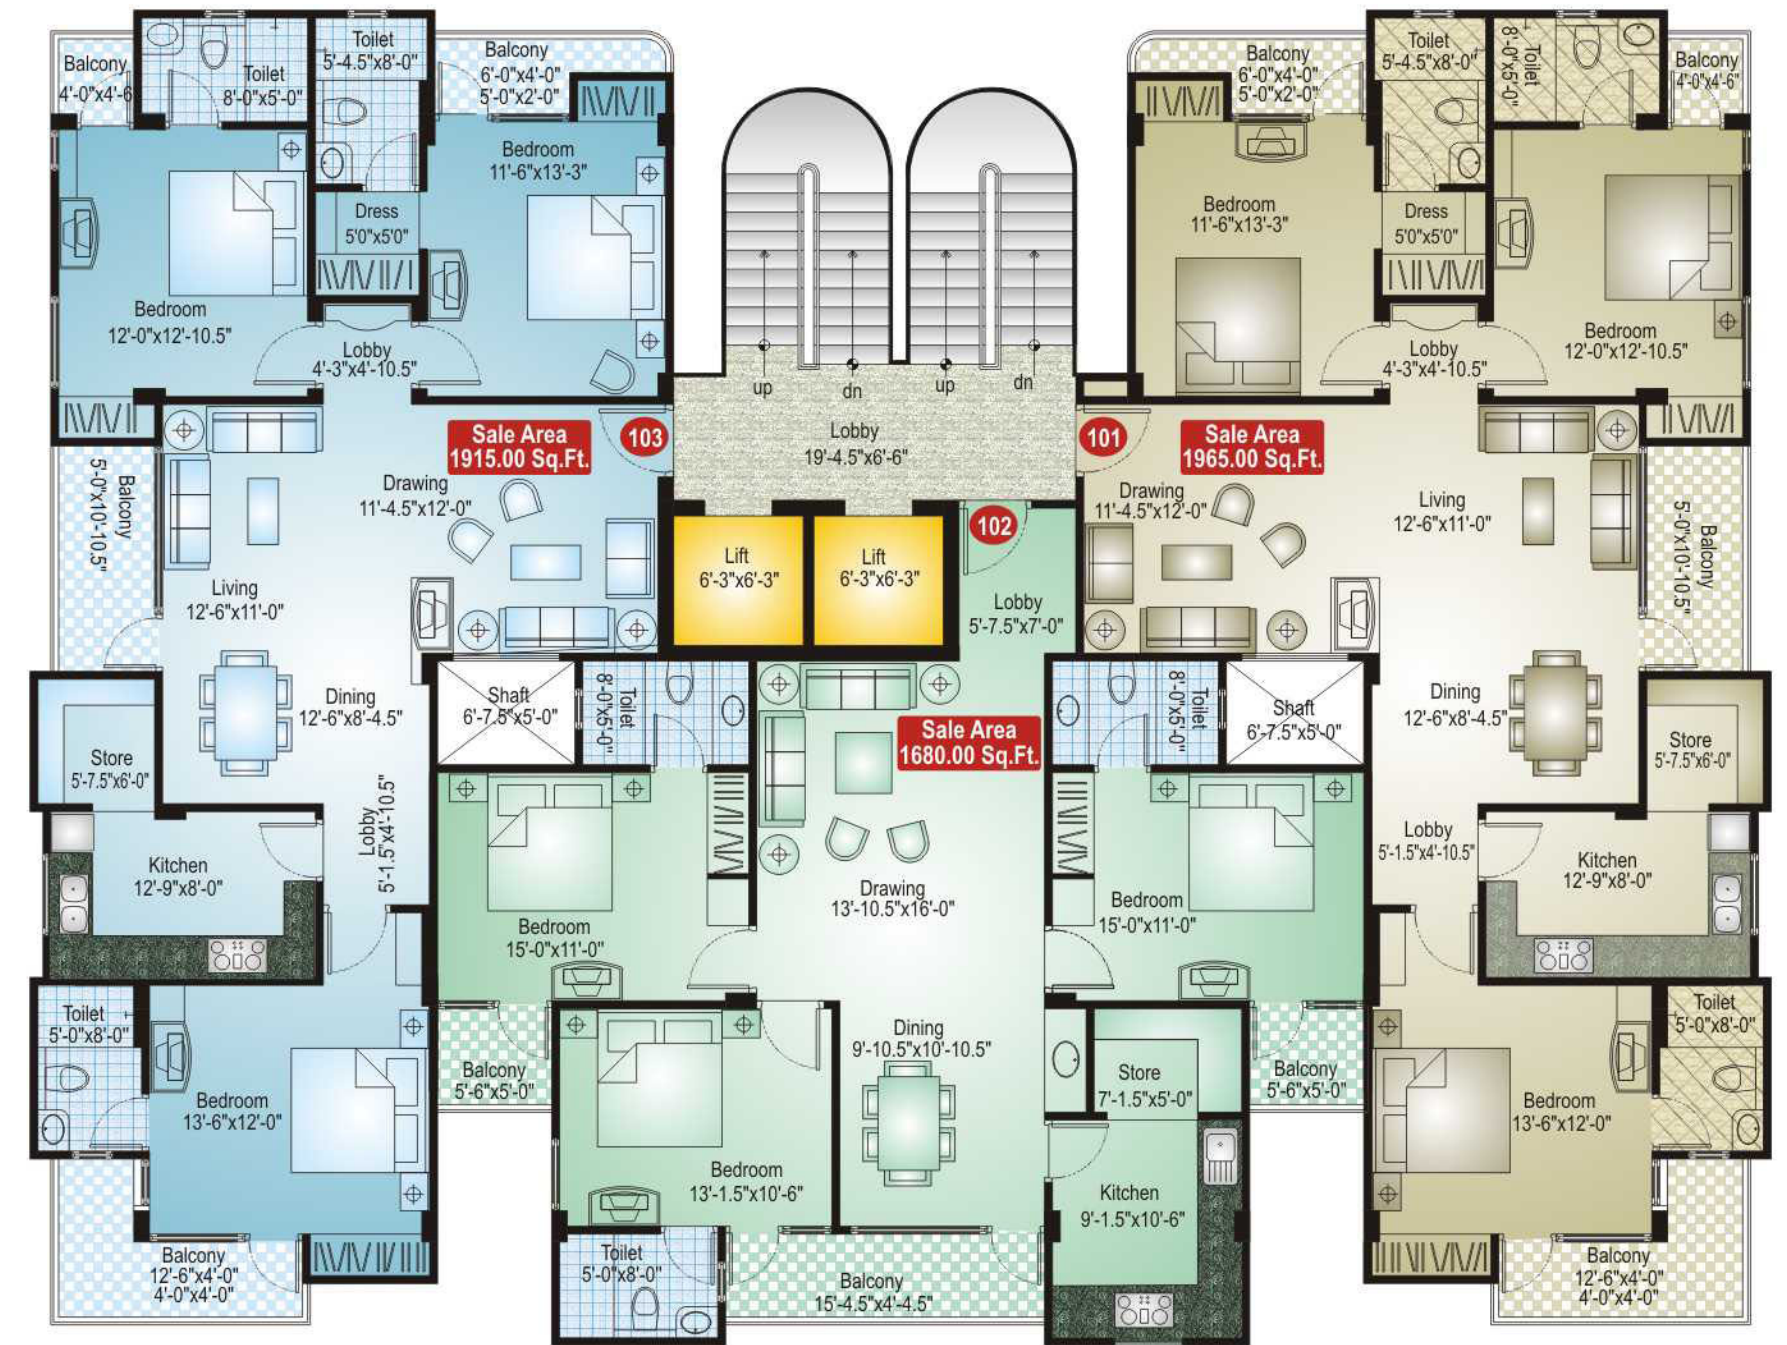 Balcony
4'-0"x4'-6
Toilet
8'-0"x5'-0"
Toilet
5'-4.5"x8'-0"
Balcony
6'-0"x4'-0"
5'-0"x2'-0"
Bedroom
11'-6"x13'-3"
Dress
5'0"x5'0"
Bedroom
12'-0"x12'-10.5"
Lobby
4'-3"x4'-10.5"
Sale Area
1915.00 Sq.Ft.
103
Balcony
5'-0"x10'-10.5"
Drawing
11'-4.5"x12'-0"
Living
12'-6"x11'-0"
Dining
12'-6"x8'-4.5"
Store
5'-7.5"x6'-0"
Kitchen
12'-9"x8'-0"
Lobby
5'-1.5"x4'-10.5"
Toilet
5'-0"x8'-0"
Bedroom
13'-6"x12'-0"
Balcony
12'-6"x4'-0"
4'-0"x4'-0"
up
dn
up
dn
Lobby
19'-4.5"x6'-6"
Lift
6'-3"x6'-3"
Lift
6'-3"x6'-3"
102
Lobby
5'-7.5"x7'-0"
Shaft
6'-7.5"x5'-0"
Toilet
8'-0"x5'-0"
Sale Area
1680.00 Sq.Ft.
Toilet
8'-0"x5'-0"
Shaft
6'-7.5"x5'-0"
Bedroom
15'-0"x11'-0"
Drawing
13'-10.5"x16'-0"
Bedroom
15'-0"x11'-0"
Balcony
5'-6"x5'-0"
Dining
9'-10.5"x10'-10.5"
Store
7'-1.5"x5'-0"
Balcony
5'-6"x5'-0"
Bedroom
13'-1.5"x10'-6"
Kitchen
9'-1.5"x10'-6"
Toilet
5'-0"x8'-0"
Balcony
15'-4.5"x4'-4.5"
Balcony
6'-0"x4'-0"
5'-0"x2'-0"
Toilet
5'-4.5"x8'-0"
Toilet
8'-0"x5'-0"
Balcony
4'-0"x4'-6"
Bedroom
11'-6"x13'-3"
Dress
5'0"x5'0"
Bedroom
12'-0"x12'-10.5"
Lobby
4'-3"x4'-10.5"
101
Sale Area
1965.00 Sq.Ft.
Drawing
11'-4.5"x12'-0"
Living
12'-6"x11'-0"
Balcony
5'-0"x10'-10.5"
Dining
12'-6"x8'-4.5"
Store
5'-7.5"x6'-0"
Lobby
5'-1.5"x4'-10.5"
Kitchen
12'-9"x8'-0"
Toilet
5'-0"x8'-0"
Bedroom
13'-6"x12'-0"
Balcony
12'-6"x4'-0"
4'-0"x4'-0"